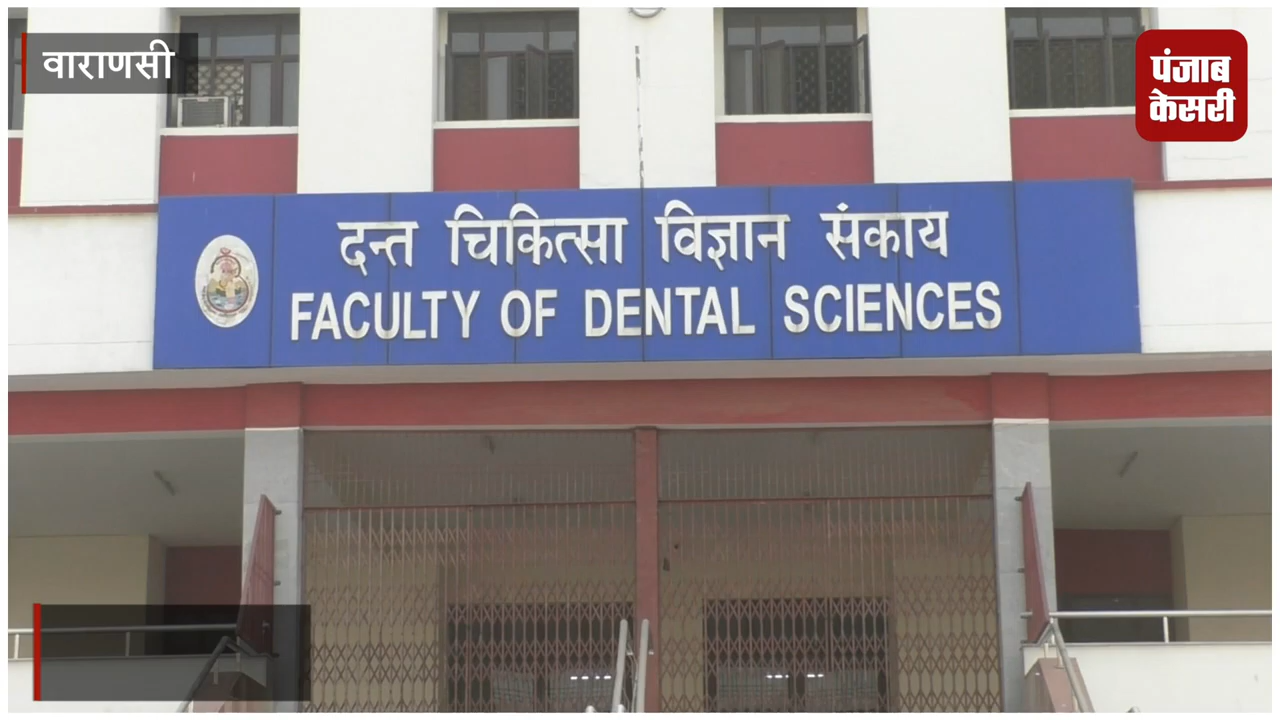 वाराणसी
पंजाब
केसरी
दन्त चिकित्सा विज्ञान संकाय
FACULTY OF DENTAL SCIENCES